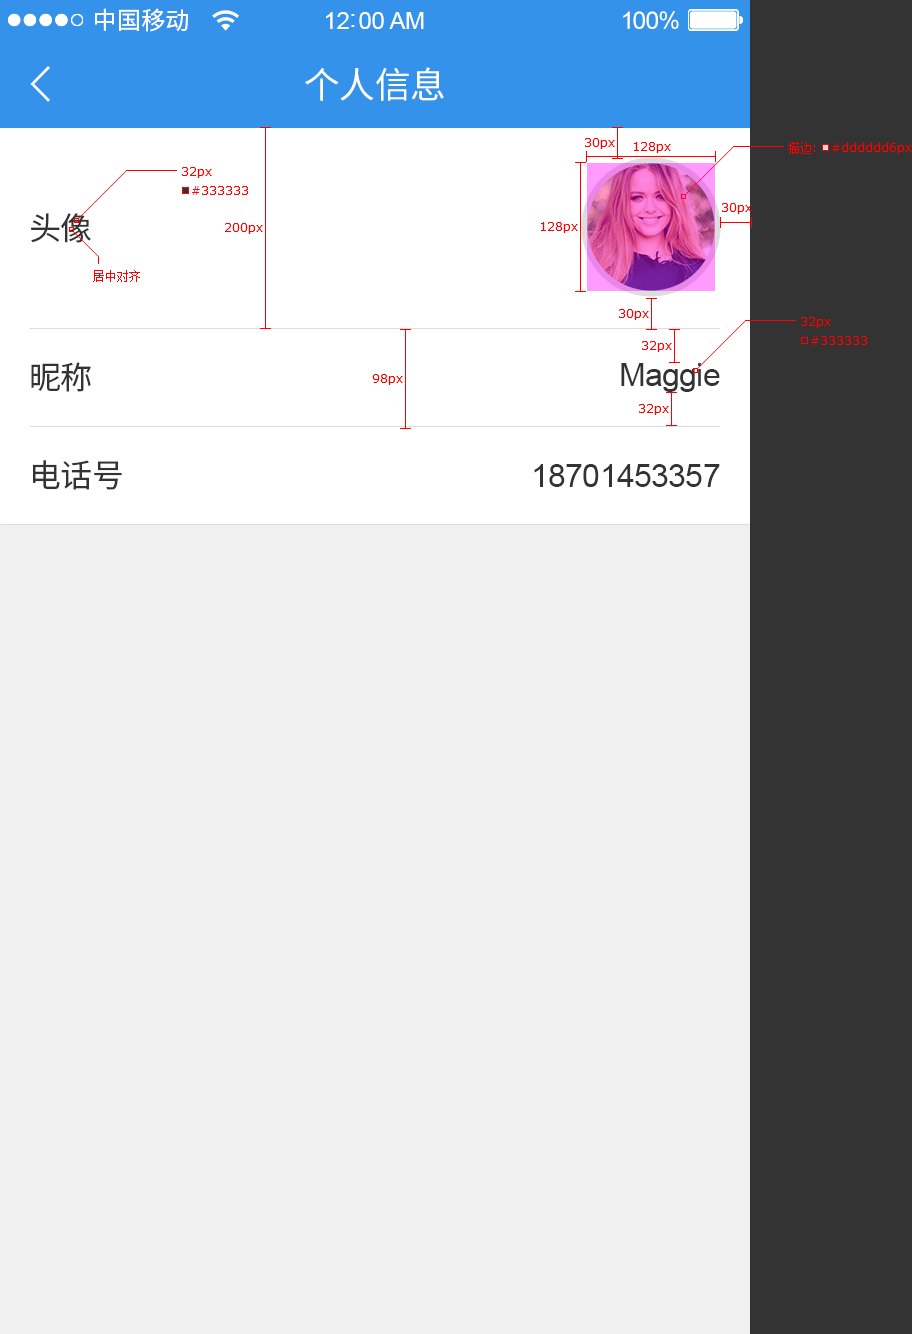 中国移动 12:00 AM 100%
个人信息
30px
128px
描边: #dddddd6px
32px
#333333
128px
30px
200px
头像
居中对齐
30px
32px
#333333
32px
昵称
98px
Maggie
32px
电话号
18701453357